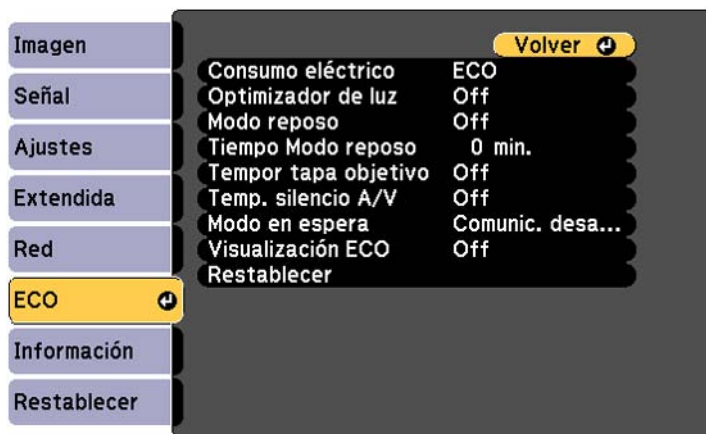 Imagen
Señal
Ajustes
Extendida
Red
ECO
Información
Restablecer
Volver
Consumo eléctrico ECO
Optimizador de luz Off
Modo reposo Off
Tiempo Modo reposo 0 min.
Tempor tapa objetivo Off
Temp. silencio A/V Off
Modo en espera Comunic. desa...
Visualización ECO Off
Restablecer